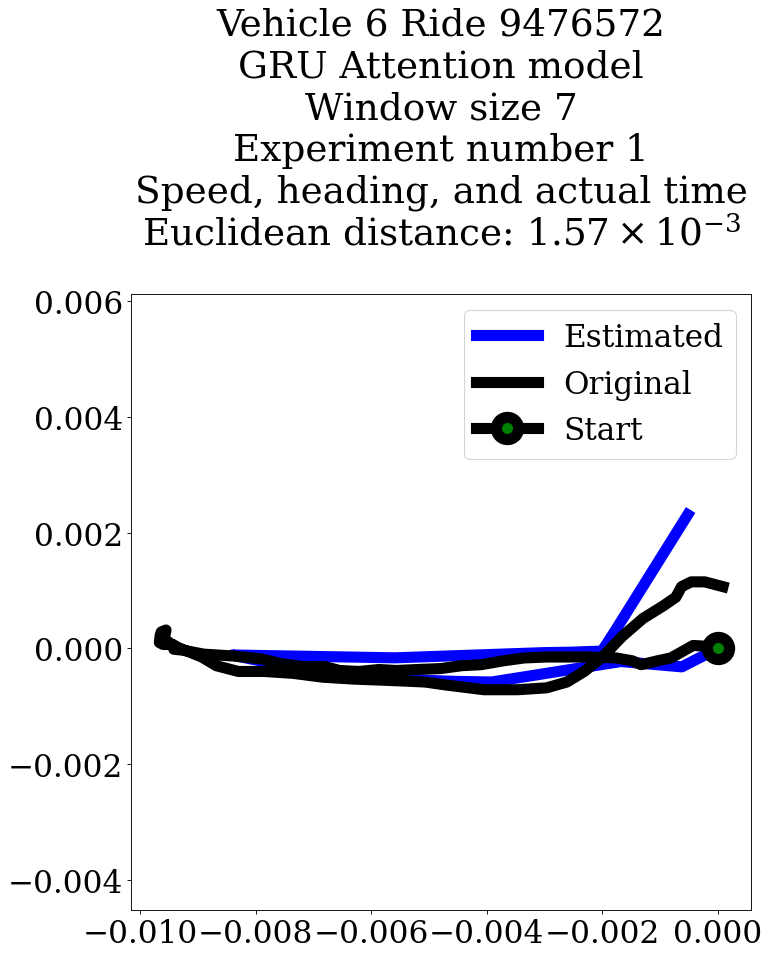 Vehicle 6 Ride 9476572
GRU Attention model
Window size 7
Experiment number 1
Speed, heading, and actual time
Euclidean distance: 1.57 × 10⁻³
0.006
0.004
0.002
0.000
−0.002
−0.004
Estimated
Original
Start
−0.010 −0.008 −0.006 −0.004 −0.002 0.000